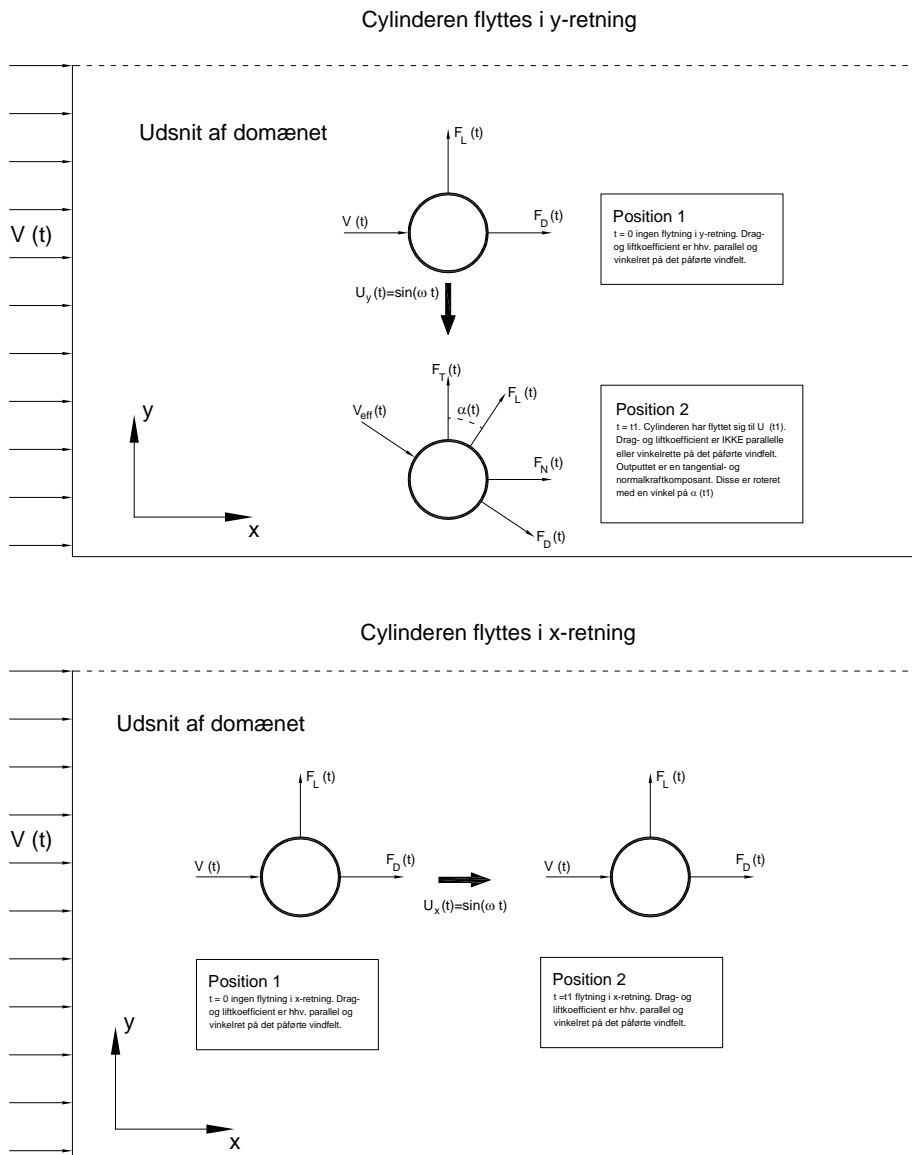 Cylinderen flyttes i y-retning
Udsnit af domænet
F_L (t)
V (t)
F_D (t)
V (t)
Position 1
t = 0 ingen flytning i y-retning. Drag-
og liftkoefficient er hhv. parallel og
vinkelret på det påførte vindfelt.
U_y (t)=sin(ω t)
F_T (t)
F_L (t)
α(t)
V_eff (t)
F_N (t)
F_D (t)
Position 2
t = t1. Cylinderen har flyttet sig til U (t1).
Drag- og liftkoefficient er IKKE parallelle
eller vinkelrette på det påførte vindfelt.
Outputtet er en tangential- og
normalkraftkomposant. Disse er roteret
med en vinkel på α (t1)
y
x
Cylinderen flyttes i x-retning
Udsnit af domænet
V (t)
F_L (t)
V (t)
F_D (t)
U_x (t)=sin(ω t)
F_L (t)
V (t)
F_D (t)
Position 1
t = 0 ingen flytning i x-retning. Drag-
og liftkoefficient er hhv. parallel og
vinkelret på det påførte vindfelt.
Position 2
t =t1 flytning i x-retning. Drag- og
liftkoefficient er hhv. parallel og
vinkelret på det påførte vindfelt.
y
x